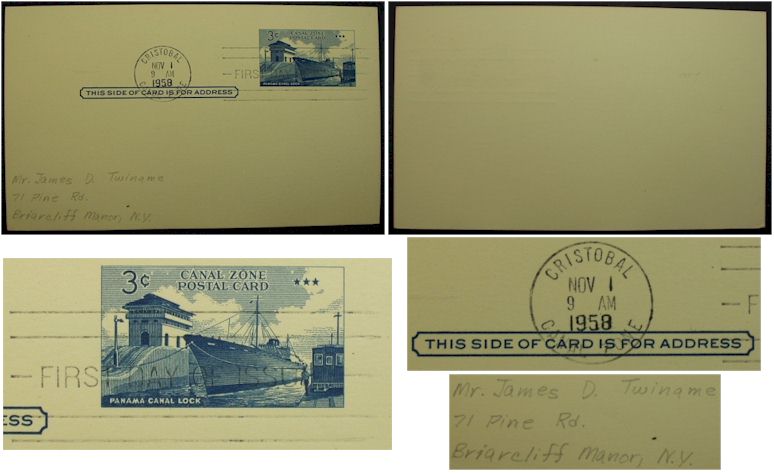 CRISTOBAL
NOV 1
9 AM
1958
3¢
CANAL ZONE
POSTAL CARD
PANAMA CANAL LOCK
FIRS
THIS SIDE OF CARD IS FOR ADDRESS
Mr. James D. Twiname
71 Pine Rd.
Briarcliff Manor, N.Y.
3¢
CANAL ZONE
POSTAL CARD
FIRST DAY OF ISSUE
PANAMA CANAL LOCK
ESS
CRISTOBAL
NOV 1
9 AM
1958
CANAL ZONE
F
THIS SIDE OF CARD IS FOR ADDRESS
Mr. James D. Twiname
71 Pine Rd.
Briarcliff Manor, N.Y.